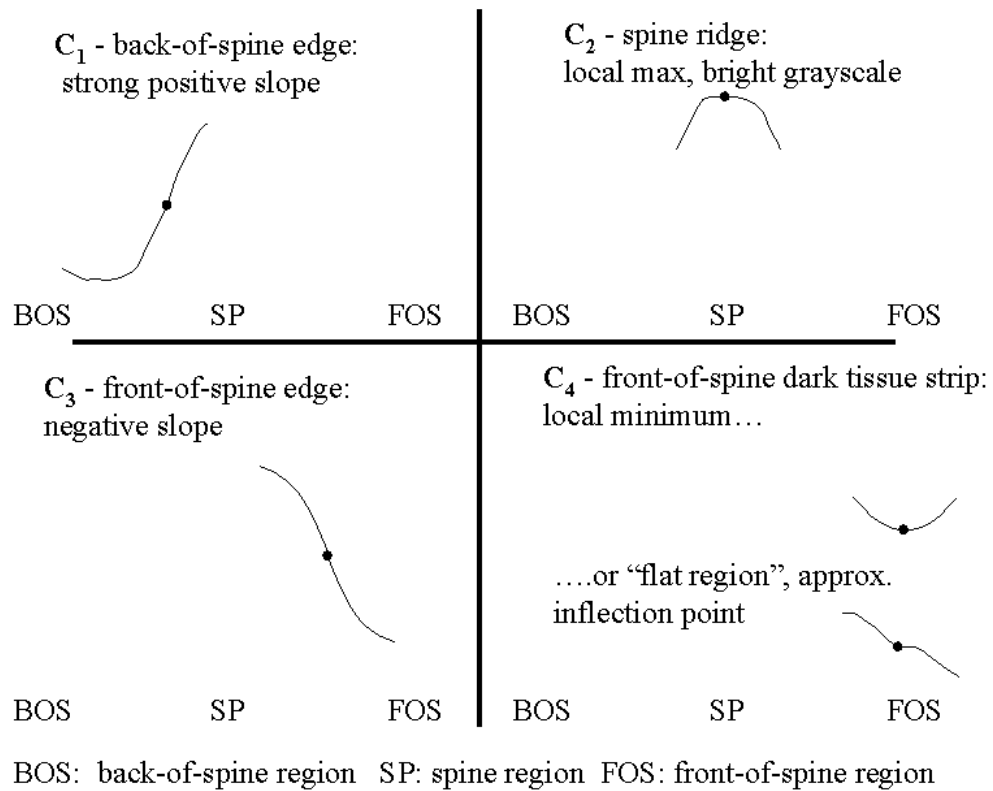 C1 - back-of-spine edge:
strong positive slope
BOS SP FOS
C2 - spine ridge:
local max, bright grayscale
BOS SP FOS
C3 - front-of-spine edge:
negative slope
BOS SP FOS
C4 - front-of-spine dark tissue strip:
local minimum…
….or “flat region”, approx.
inflection point
BOS SP FOS
BOS: back-of-spine region SP: spine region FOS: front-of-spine region